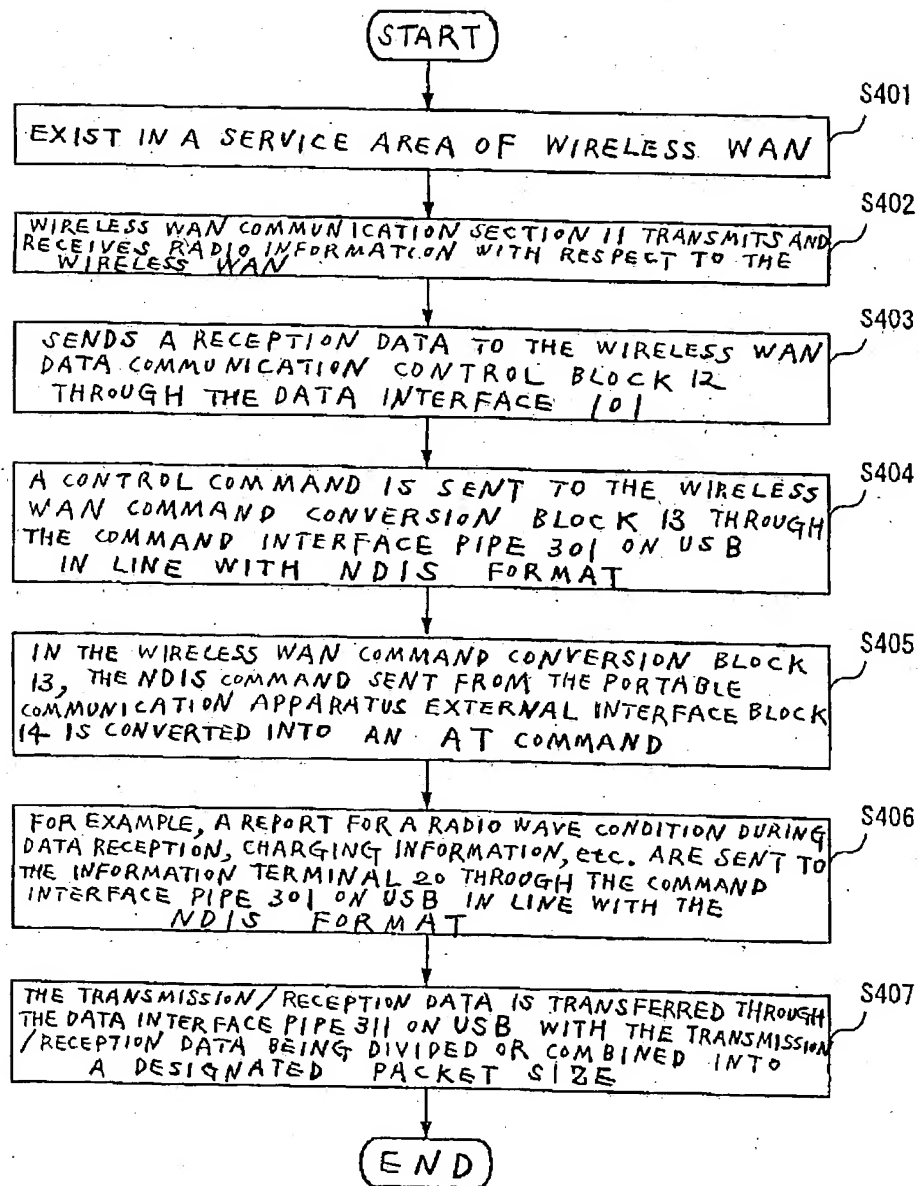 START
S401
EXIST IN A SERVICE AREA OF WIRELESS WAN
S402
WIRELESS WAN COMMUNICATION SECTION 11 TRANSMITS AND
RECEIVES RADIO INFORMATION WITH RESPECT TO THE
WIRELESS WAN
S403
SENDS A RECEPTION DATA TO THE WIRELESS WAN
DATA COMMUNICATION CONTROL BLOCK 12
THROUGH THE DATA INTERFACE 101
S404
A CONTROL COMMAND IS SENT TO THE WIRELESS
WAN COMMAND CONVERSION BLOCK 13 THROUGH
THE COMMAND INTERFACE PIPE 301 ON USB
IN LINE WITH NDIS FORMAT
S405
IN THE WIRELESS WAN COMMAND CONVERSION BLOCK
13, THE NDIS COMMAND SENT FROM THE PORTABLE
COMMUNICATION APPARATUS EXTERNAL INTERFACE BLOCK
14 IS CONVERTED INTO AN AT COMMAND
S406
FOR EXAMPLE, A REPORT FOR A RADIO WAVE CONDITION DURING
DATA RECEPTION, CHARGING INFORMATION, etc. ARE SENT TO
THE INFORMATION TERMINAL 20 THROUGH THE COMMAND
INTERFACE PIPE 301 ON USB IN LINE WITH THE
NDIS FORMAT
S407
THE TRANSMISSION/RECEPTION DATA IS TRANSFERRED THROUGH
THE DATA INTERFACE PIPE 311 ON USB WITH THE TRANSMISSION
/RECEPTION DATA BEING DIVIDED OR COMBINED INTO
A DESIGNATED PACKET SIZE
END